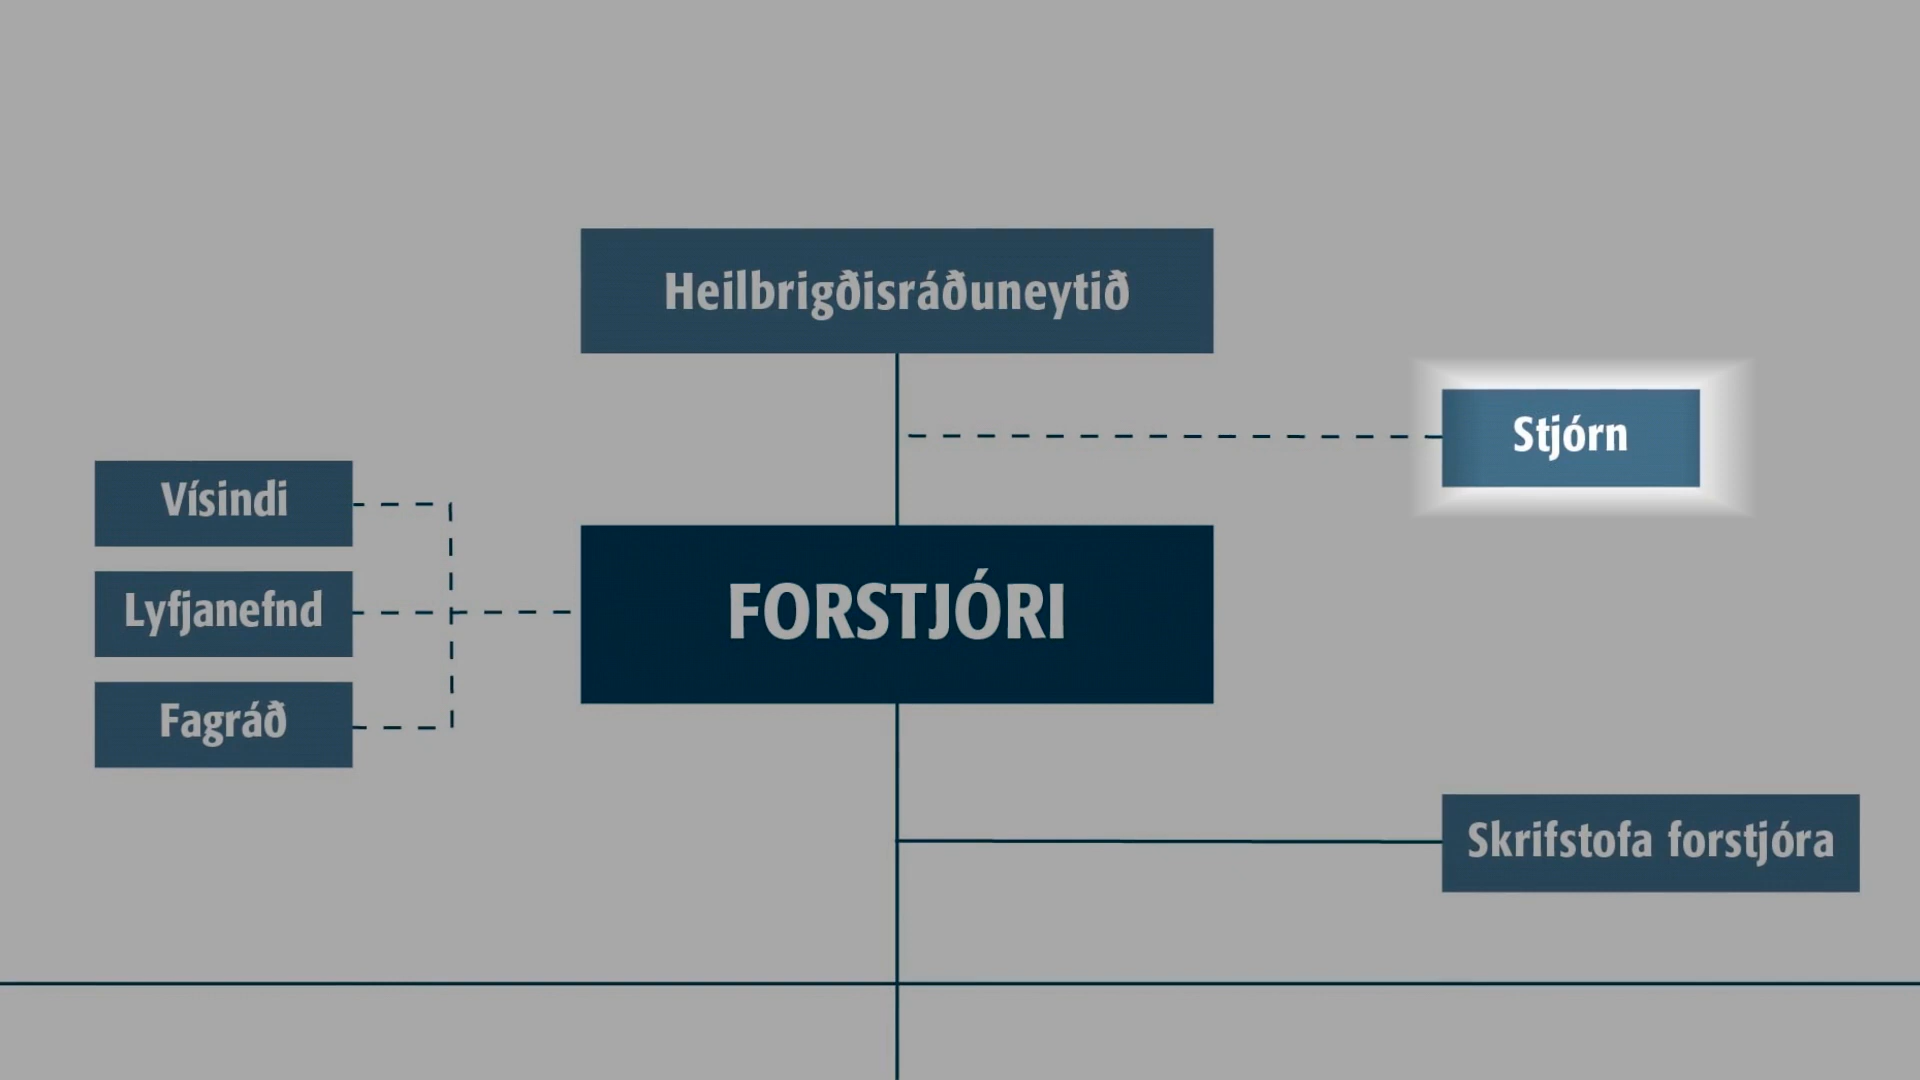 Heilbrigðisráðuneytið
Stjórn
Vísindi
Lyfjanefnd
Fagráð
FORSTJÓRI
Skrifstofa forstjóra